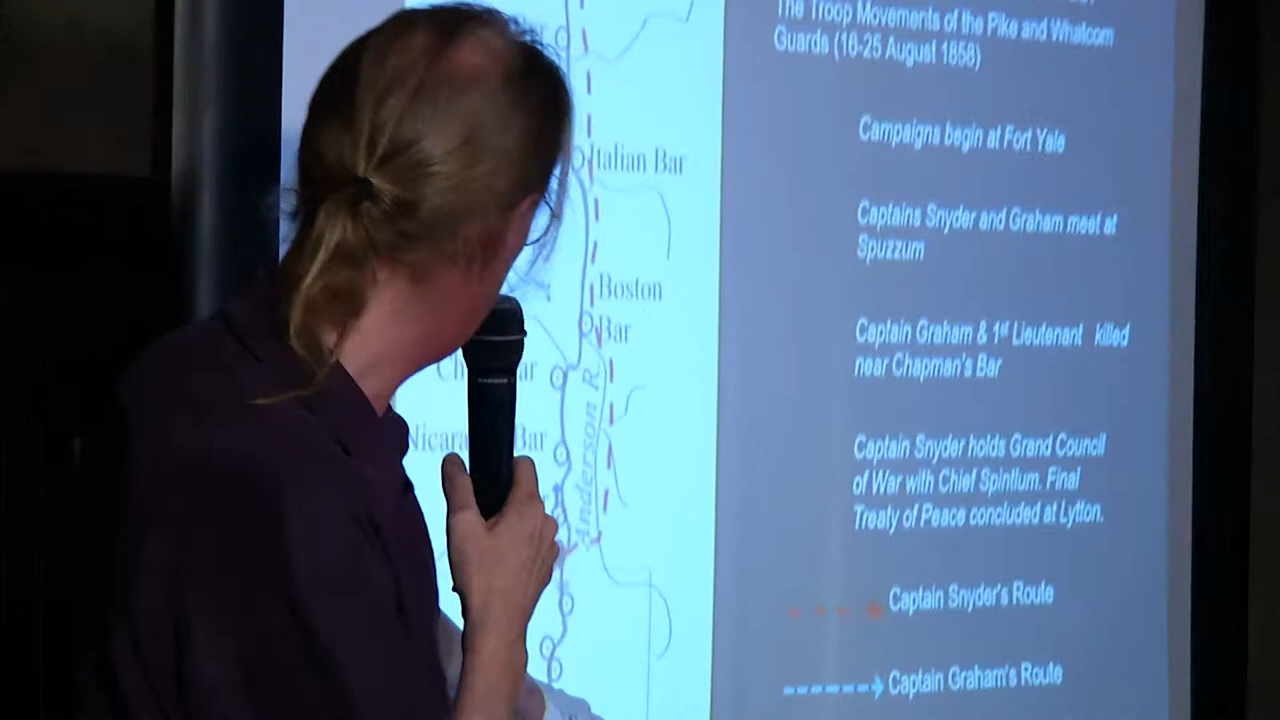 The Troop Movements of the Pike and Whatcom
Guards (16-25 August 1858)
Campaigns begin at Fort Yale
Captains Snyder and Graham meet at
Spuzzum
Captain Graham & 1st Lieutenant killed
near Chapman's Bar
Captain Snyder holds Grand Council
of War with Chief Spintlum. Final
Treaty of Peace concluded at Lytton.
Captain Snyder's Route
Captain Graham's Route
Italian Bar
Boston
Bar
Bar
Anderson R.